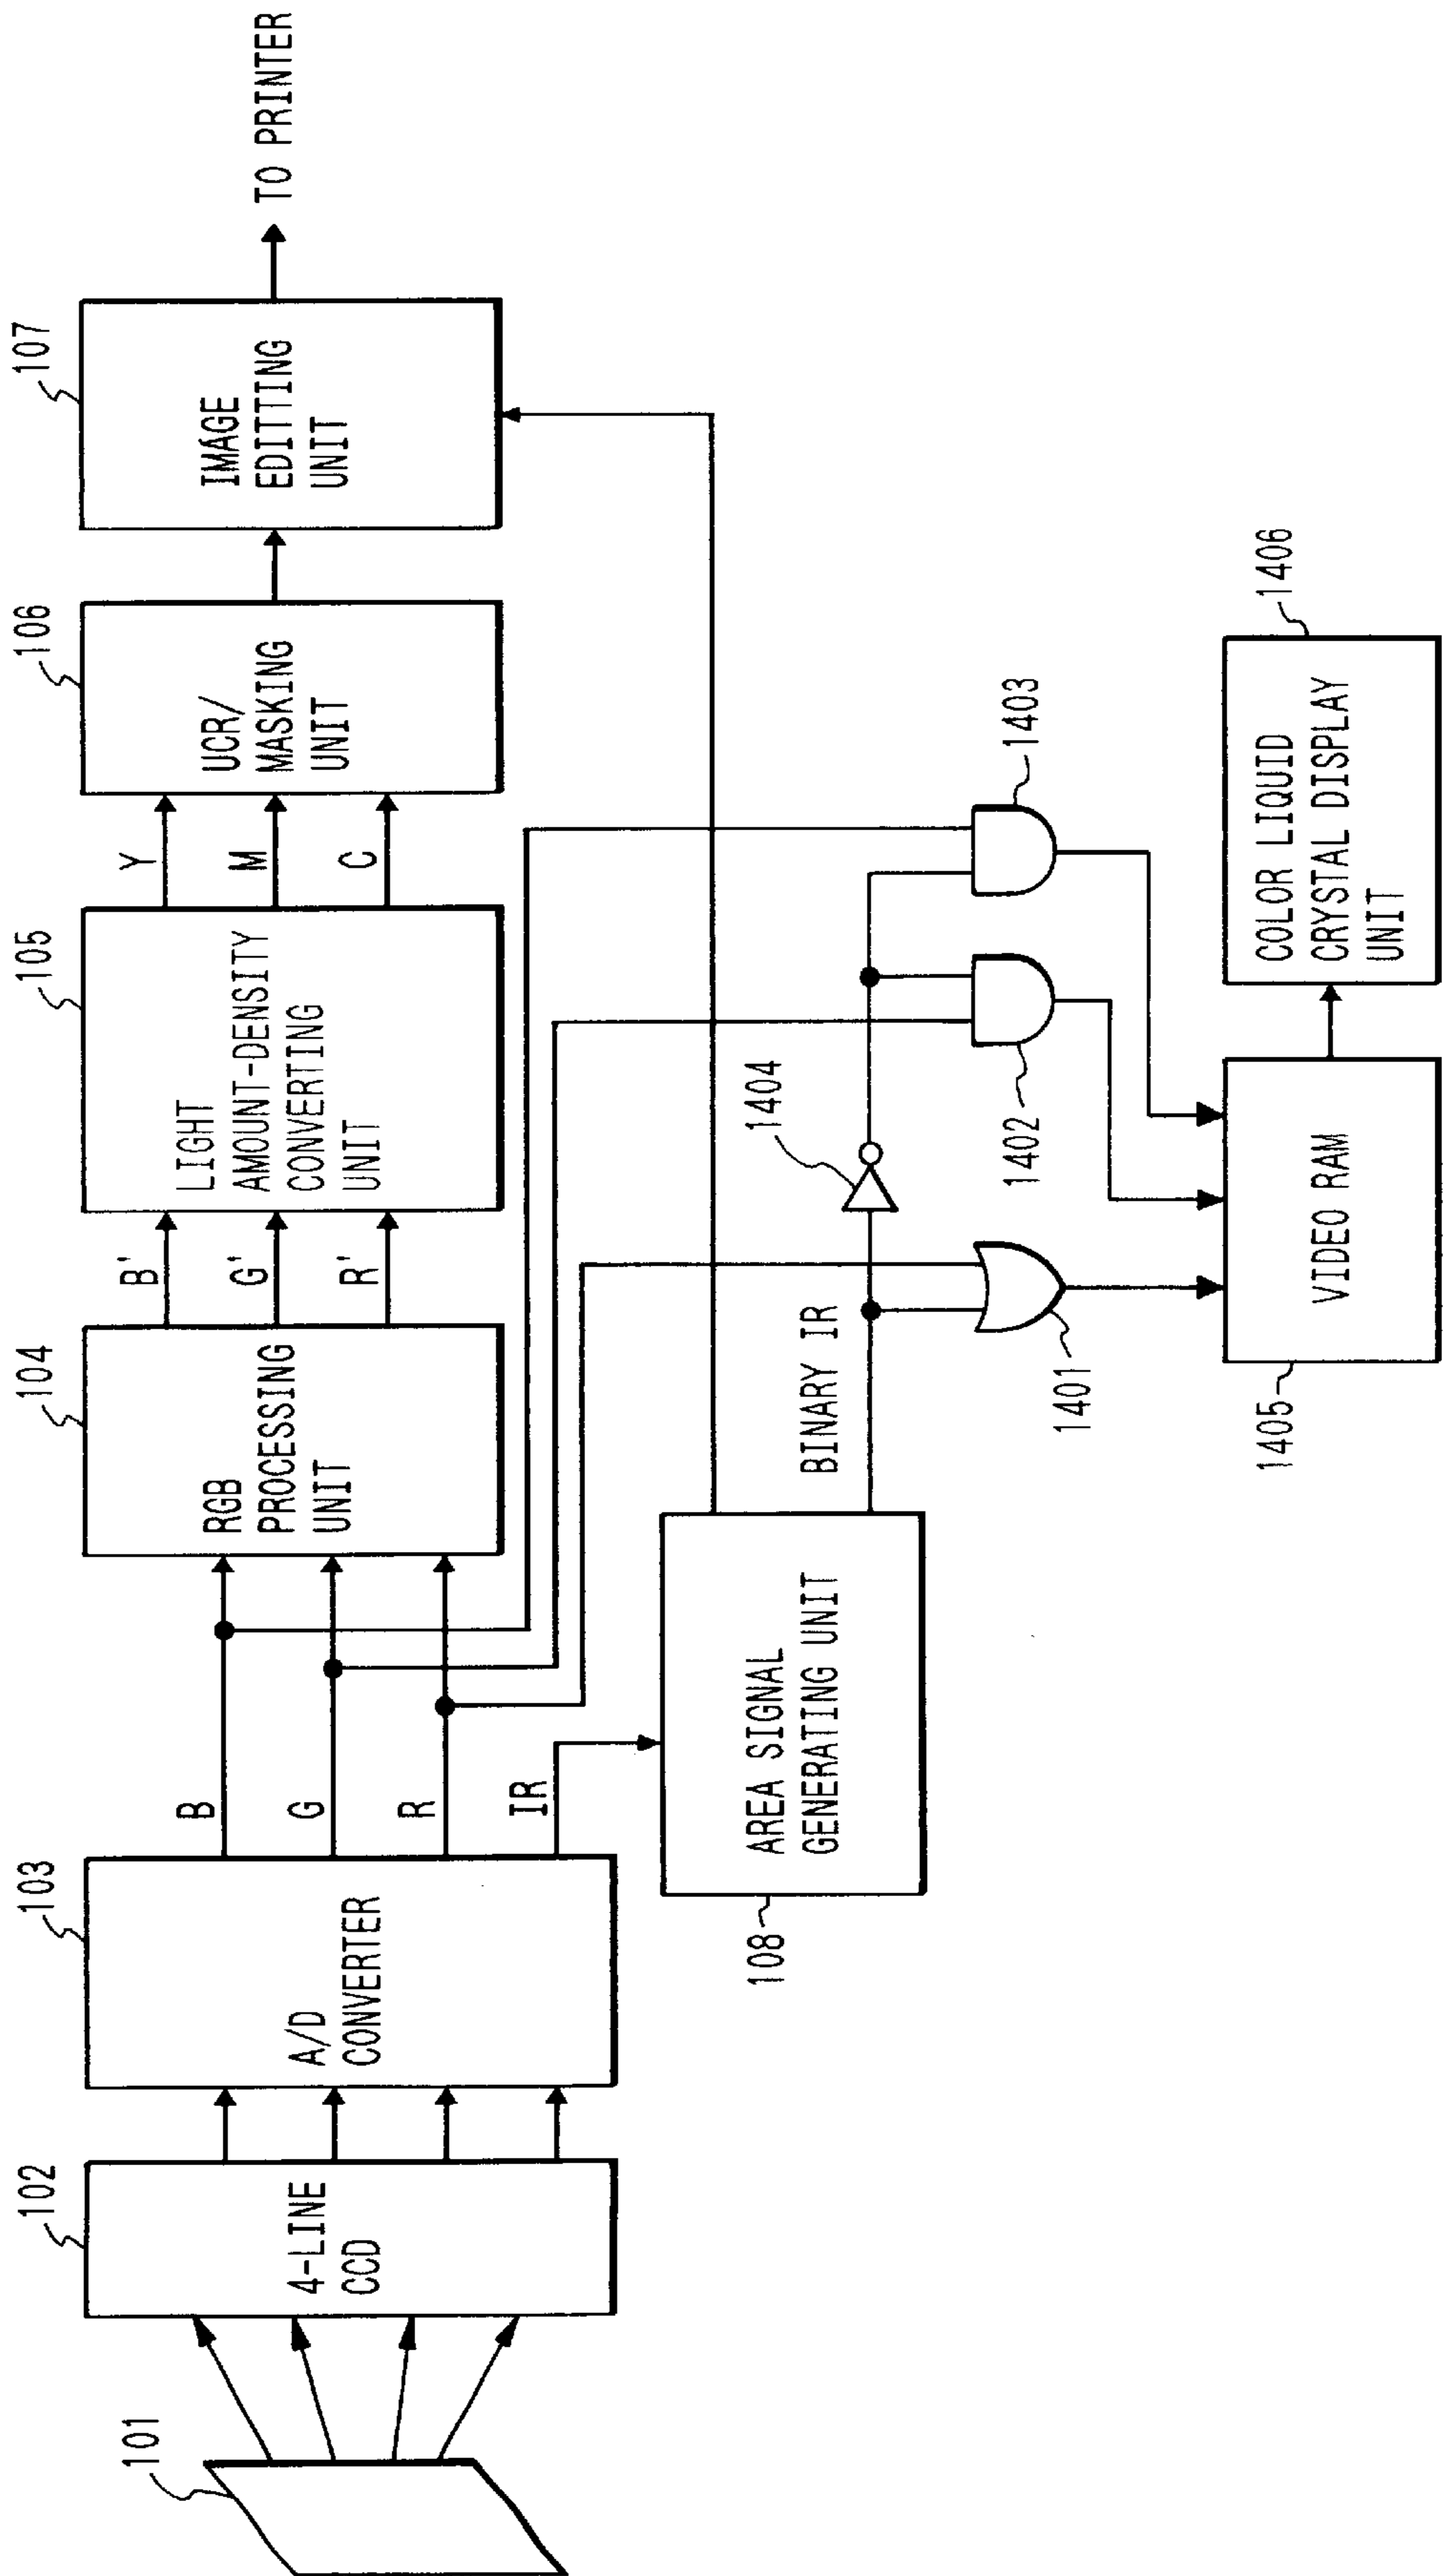 101
102
4-LINE
CCD
103
A/D
CONVERTER
B
G
R
IR
104
RGB
PROCESSING
UNIT
B'
G'
R'
105
LIGHT
AMOUNT-DENSITY
CONVERTING
UNIT
Y
M
C
106
UCR/
MASKING
UNIT
107
IMAGE
EDITTING
UNIT
TO PRINTER
108
AREA SIGNAL
GENERATING UNIT
BINARY IR
1404
1401
1402
1403
1405
VIDEO RAM
1406
COLOR LIQUID
CRYSTAL DISPLAY
UNIT